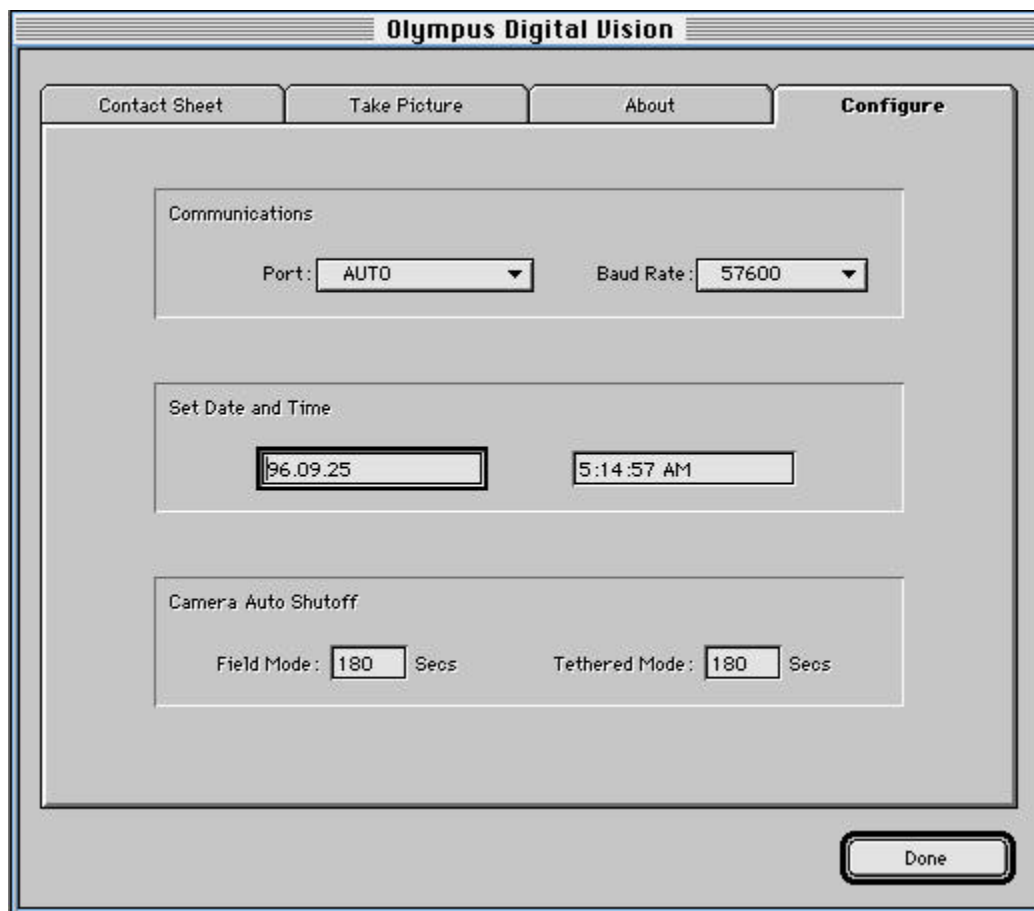 Olympus Digital Vision
Contact Sheet Take Picture About Configure
Communications
Port: AUTO Baud Rate: 57600
Set Date and Time
96.09.25 5:14:57 AM
Camera Auto Shutoff
Field Mode: 180 Secs Tethered Mode: 180 Secs
Done